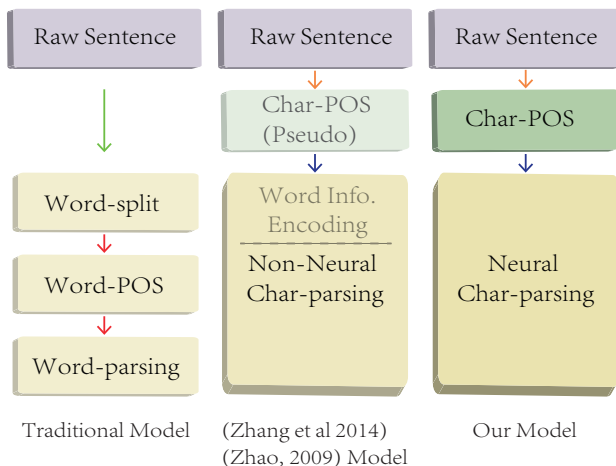 Raw Sentence
Word-split
Word-POS
Word-parsing
Traditional Model
Raw Sentence
Char-POS
(Pseudo)
Word Info.
Encoding
Non-Neural
Char-parsing
(Zhang et al 2014)
(Zhao, 2009) Model
Raw Sentence
Char-POS
Neural
Char-parsing
Our Model